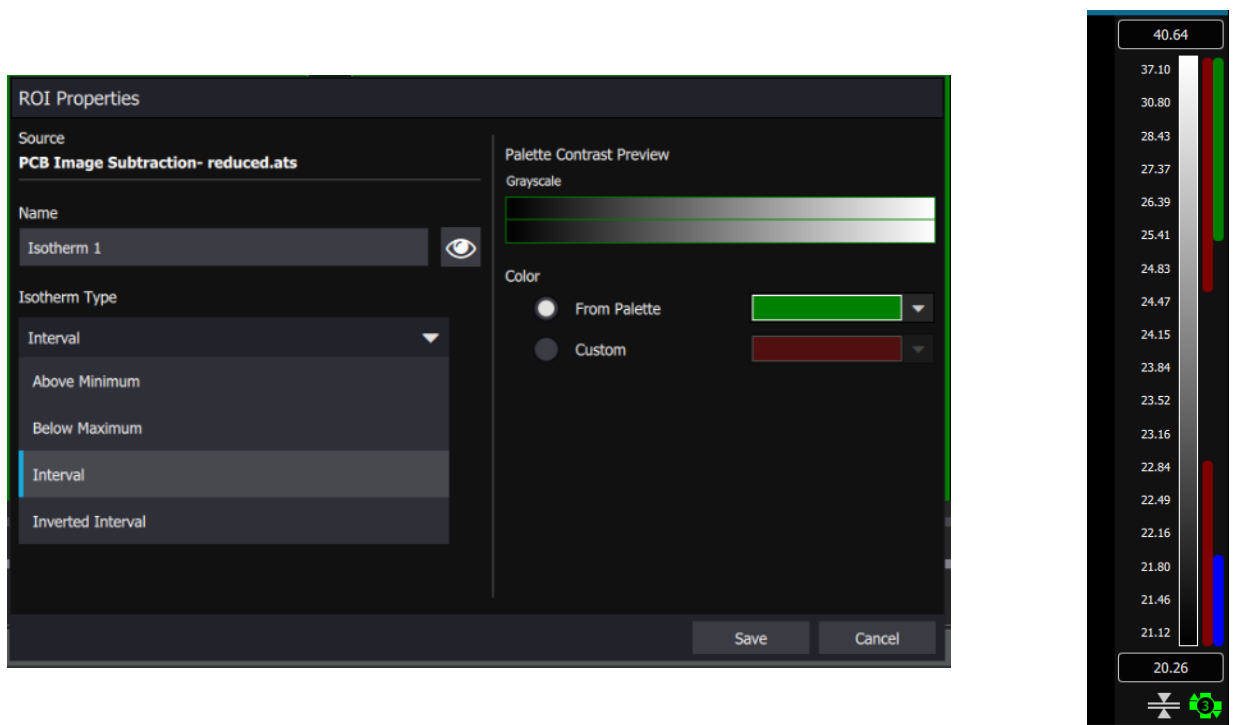 ROI Properties
Source
PCB Image Subtraction- reduced.ats
Name
Isotherm 1
Isotherm Type
Interval
Above Minimum
Below Maximum
Interval
Inverted Interval
Palette Contrast Preview
Grayscale
Color
From Palette
Custom
Save Cancel
40.64
37.10
30.80
28.43
27.37
26.39
25.41
24.83
24.47
24.15
23.84
23.52
23.16
22.84
22.49
22.16
21.80
21.46
21.12
20.26
3